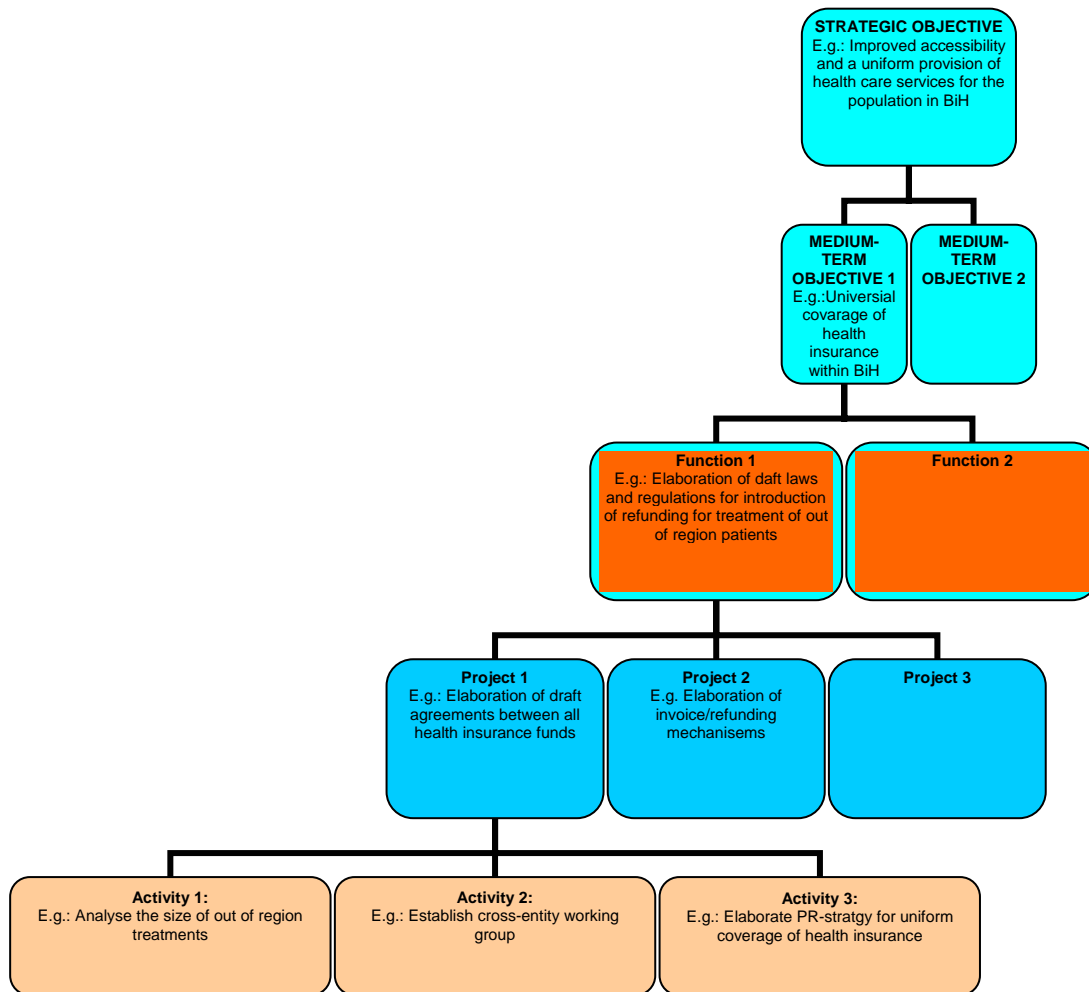 STRATEGIC OBJECTIVE
E.g.: Improved accessibility
and a uniform provision of
health care services for the
population in BiH
MEDIUM-
TERM
OBJECTIVE 1
E.g.:Universial
covarage of
health
insurance
within BiH
MEDIUM-
TERM
OBJECTIVE 2
Function 1
E.g.: Elaboration of daft laws
and regulations for introduction
of refunding for treatment of out
of region patients
Function 2
Project 1
E.g.: Elaboration of draft
agreements between all
health insurance funds
Project 2
E.g. Elaboration of
invoice/refunding
mechanisems
Project 3
Activity 1:
E.g.: Analyse the size of out of region
treatments
Activity 2:
E.g.: Establish cross-entity working
group
Activity 3:
E.g.: Elaborate PR-stratgy for uniform
coverage of health insurance